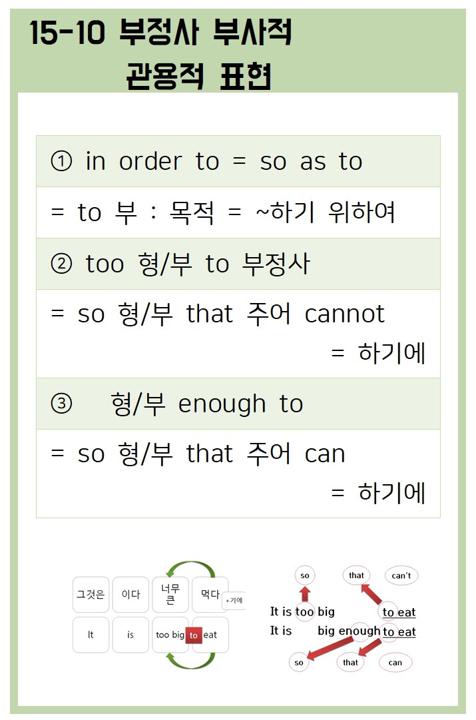 15-10 부정사 부사적
관용적 표현
① in order to = so as to
= to 부 : 목적 = ~하기 위하여
② too 형/부 to 부정사
= so 형/부 that 주어 cannot
= 하기에
③ 형/부 enough to
= so 형/부 that 주어 can
= 하기에
그것은 이다 너무 큰 먹다 +기에
It is too big to eat
so that can't
It is too big to eat
It is big enough to eat
so that can